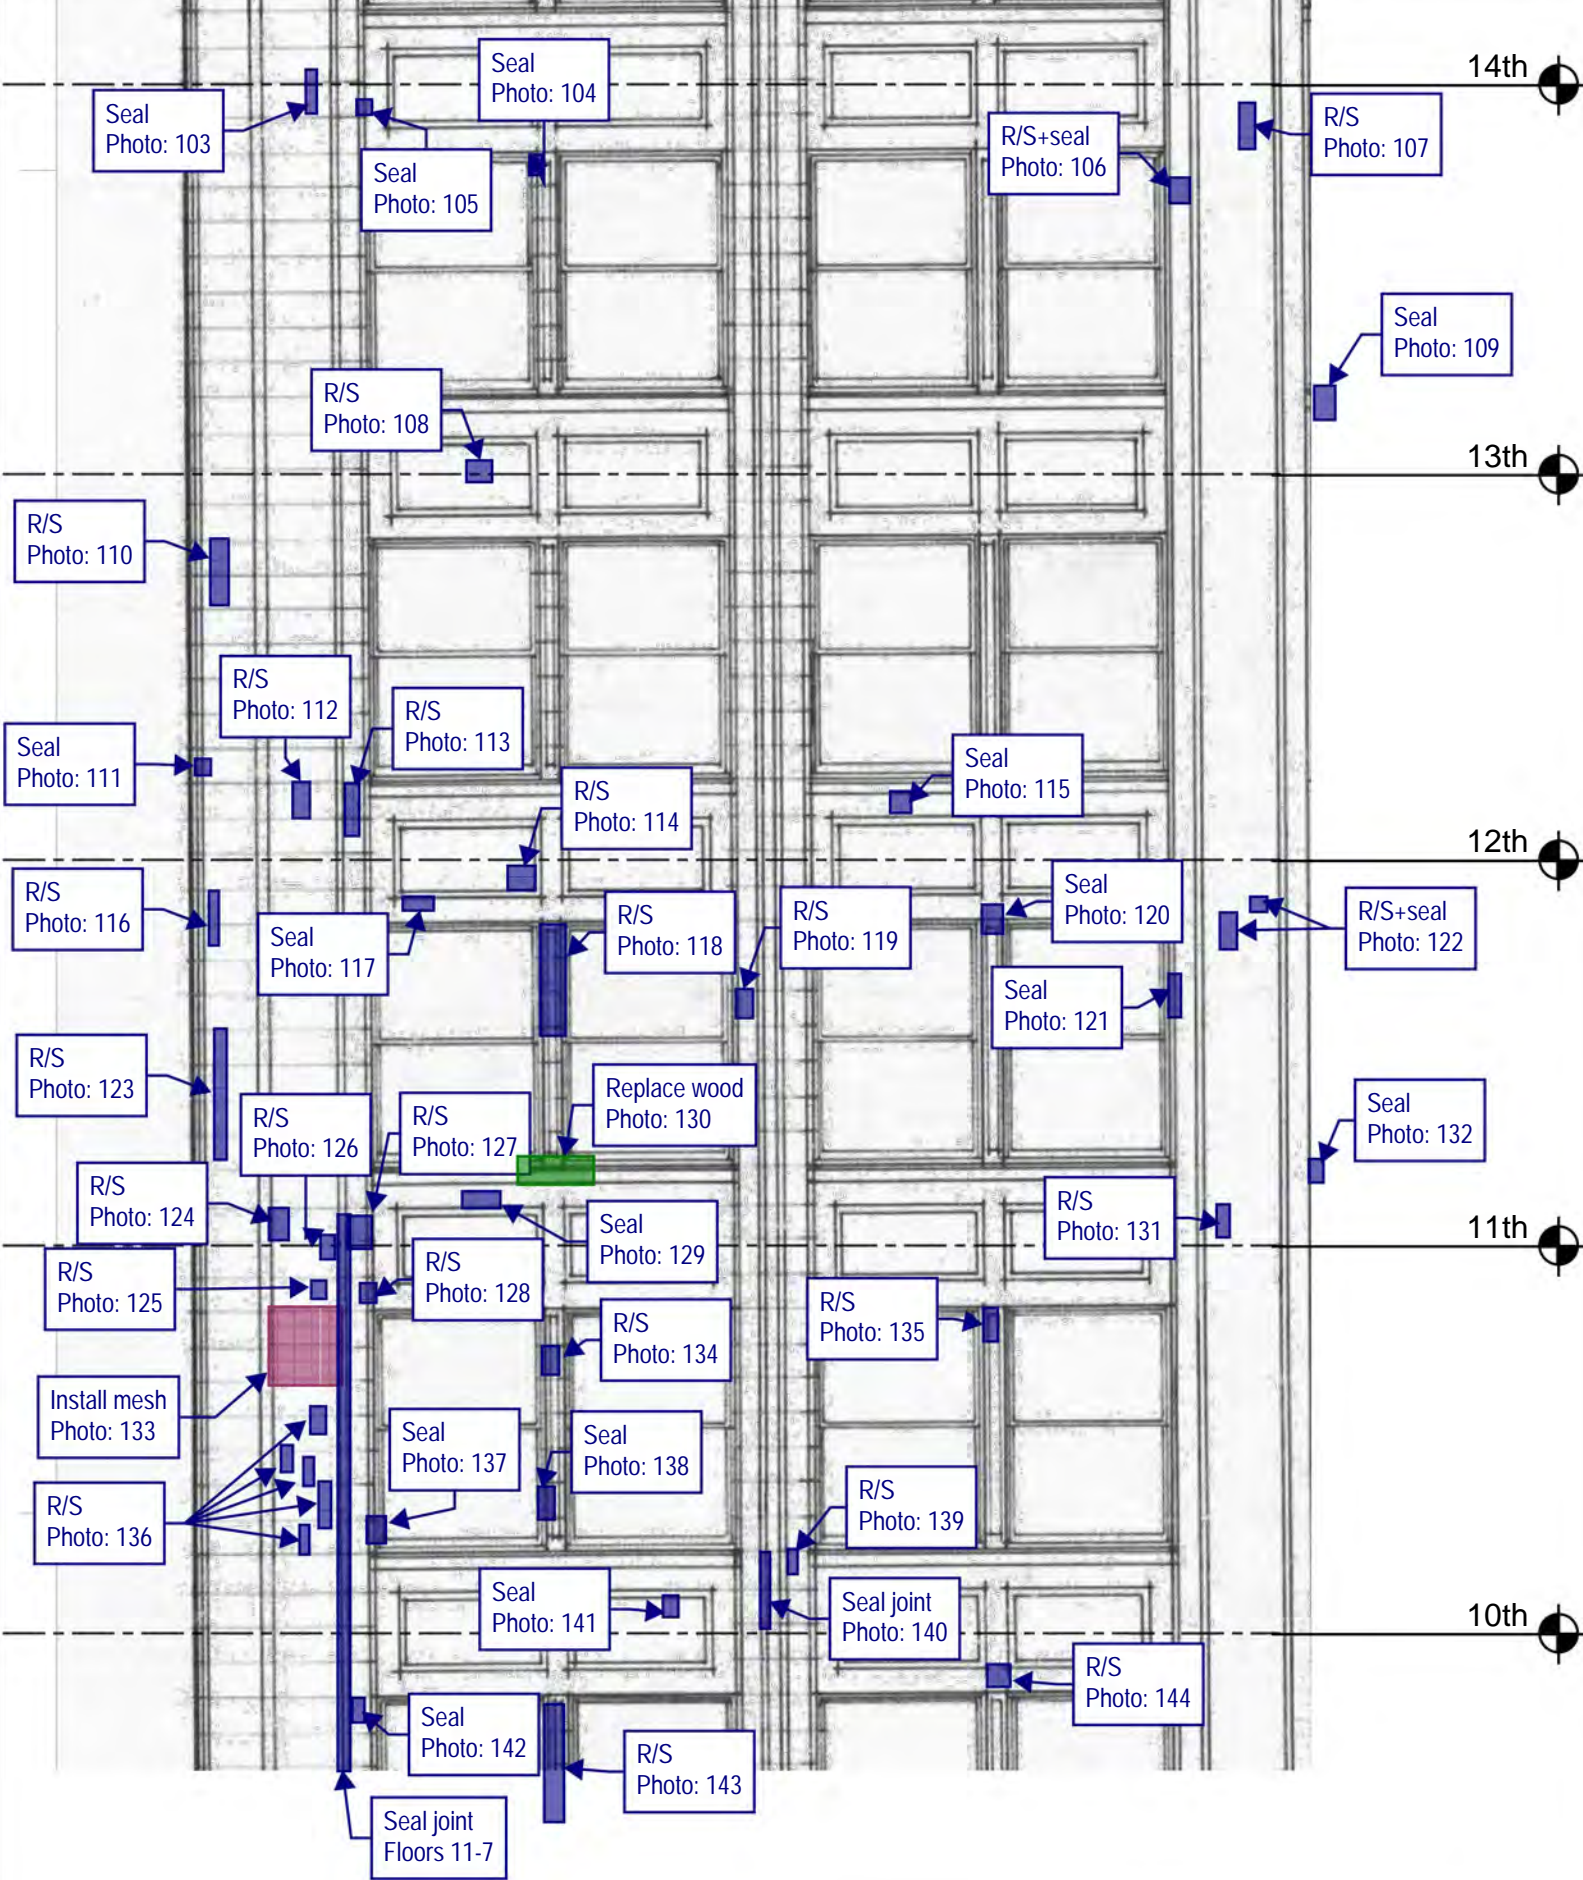 14th
Seal
Photo: 103
Seal
Photo: 104
Seal
Photo: 105
R/S+seal
Photo: 106
R/S
Photo: 107
R/S
Photo: 108
Seal
Photo: 109
13th
R/S
Photo: 110
Seal
Photo: 111
R/S
Photo: 112
R/S
Photo: 113
R/S
Photo: 114
Seal
Photo: 115
12th
R/S
Photo: 116
Seal
Photo: 117
R/S
Photo: 118
R/S
Photo: 119
Seal
Photo: 120
Seal
Photo: 121
R/S+seal
Photo: 122
R/S
Photo: 123
R/S
Photo: 124
R/S
Photo: 125
R/S
Photo: 126
R/S
Photo: 127
R/S
Photo: 128
Seal
Photo: 129
Replace wood
Photo: 130
R/S
Photo: 131
Seal
Photo: 132
11th
Install mesh
Photo: 133
R/S
Photo: 134
R/S
Photo: 135
R/S
Photo: 136
Seal
Photo: 137
Seal
Photo: 138
R/S
Photo: 139
Seal joint
Photo: 140
Seal
Photo: 141
10th
Seal
Photo: 142
R/S
Photo: 143
R/S
Photo: 144
Seal joint
Floors 11-7